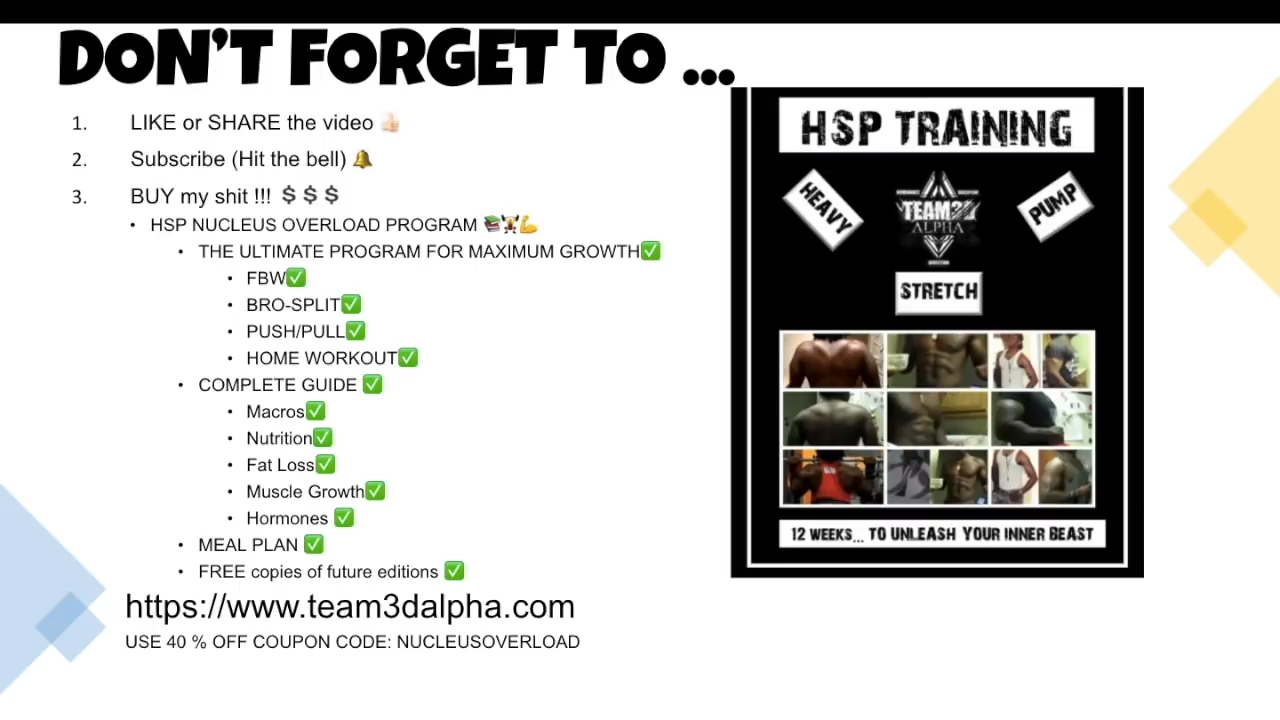 DON'T FORGET TO ...
1. LIKE or SHARE the video 👍🏻
2. Subscribe (Hit the bell) 🔔
3. BUY my shit !!! $ $ $
• HSP NUCLEUS OVERLOAD PROGRAM 📚🏋💪
• THE ULTIMATE PROGRAM FOR MAXIMUM GROWTH✅
• FBW✅
• BRO-SPLIT✅
• PUSH/PULL✅
• HOME WORKOUT✅
• COMPLETE GUIDE ✅
• Macros✅
• Nutrition✅
• Fat Loss✅
• Muscle Growth✅
• Hormones ✅
• MEAL PLAN ✅
• FREE copies of future editions ✅
https://www.team3dalpha.com
USE 40 % OFF COUPON CODE: NUCLEUSOVERLOAD
HSP TRAINING
HEAVY
TEAM3D
ALPHA
PUMP
STRETCH
12 WEEKS... TO UNLEASH YOUR INNER BEAST